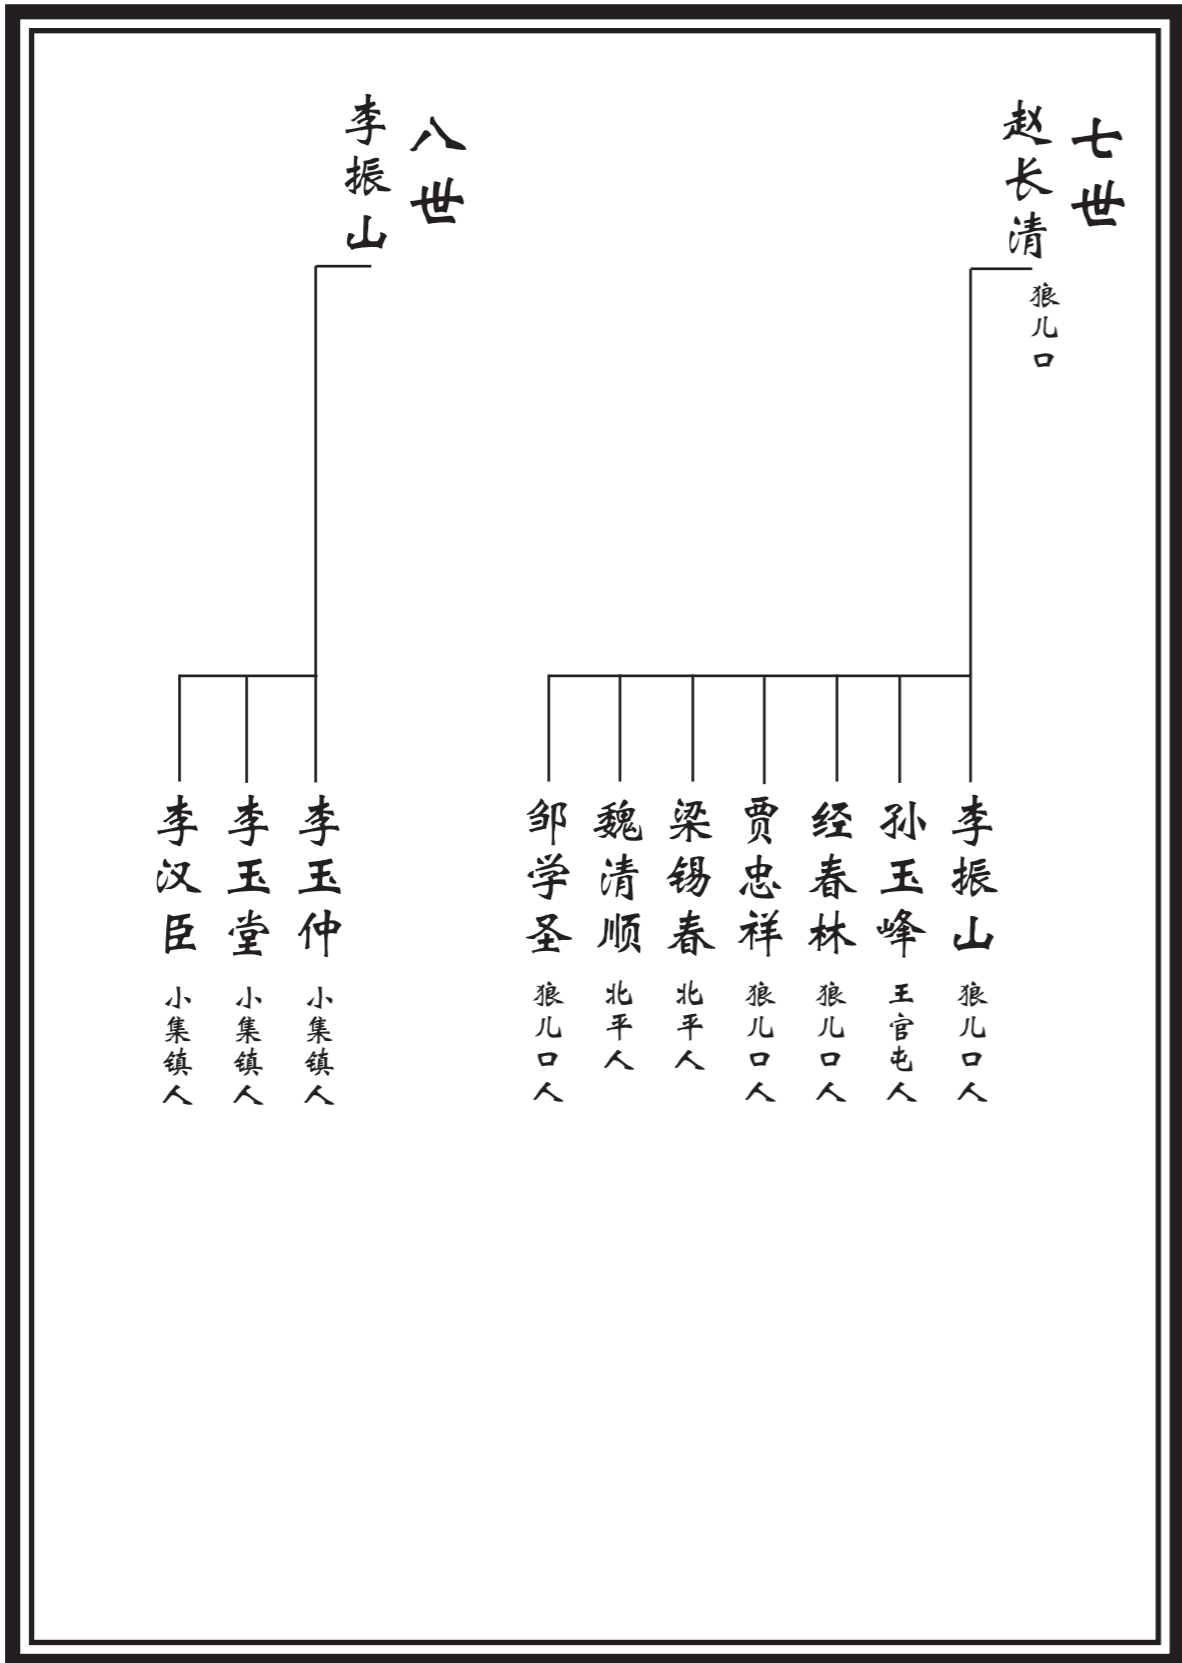 七世
赵长清
狼儿口
李振山
狼儿口人
孙玉峰
王官屯人
经春林
狼儿口人
贾忠祥
狼儿口人
梁锡春
北平人
魏清顺
北平人
邹学圣
狼儿口人
八世
李振山
李玉仲
小集镇人
李玉堂
小集镇人
李汉臣
小集镇人